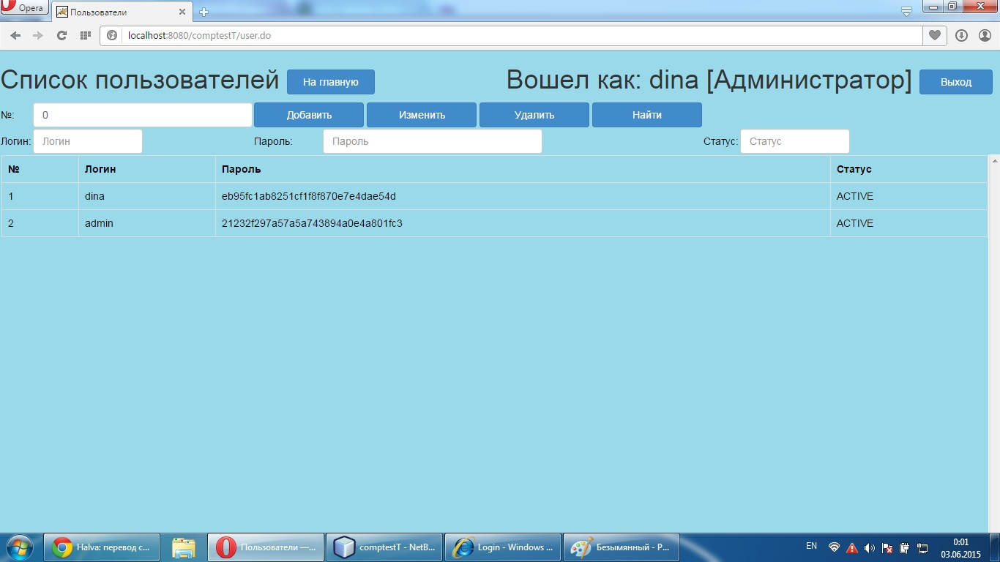 Opera
Пользователи
localhost:8080/comptestT/user.do
Список пользователей На главную Вошел как: dina [Администратор] Выход
№: 0 Добавить Изменить Удалить Найти
Логин: Логин Пароль: Пароль Статус: Статус
№ Логин Пароль Статус
1 dina eb95fc1ab8251cf1f8f870e7e4dae54d ACTIVE
2 admin 21232f297a57a5a743894a0e4a801fc3 ACTIVE
Halva: перевод с... Пользователи —... comptestT - NetB... Login - Windows ... Безымянный - P... EN 0:01
03.06.2015